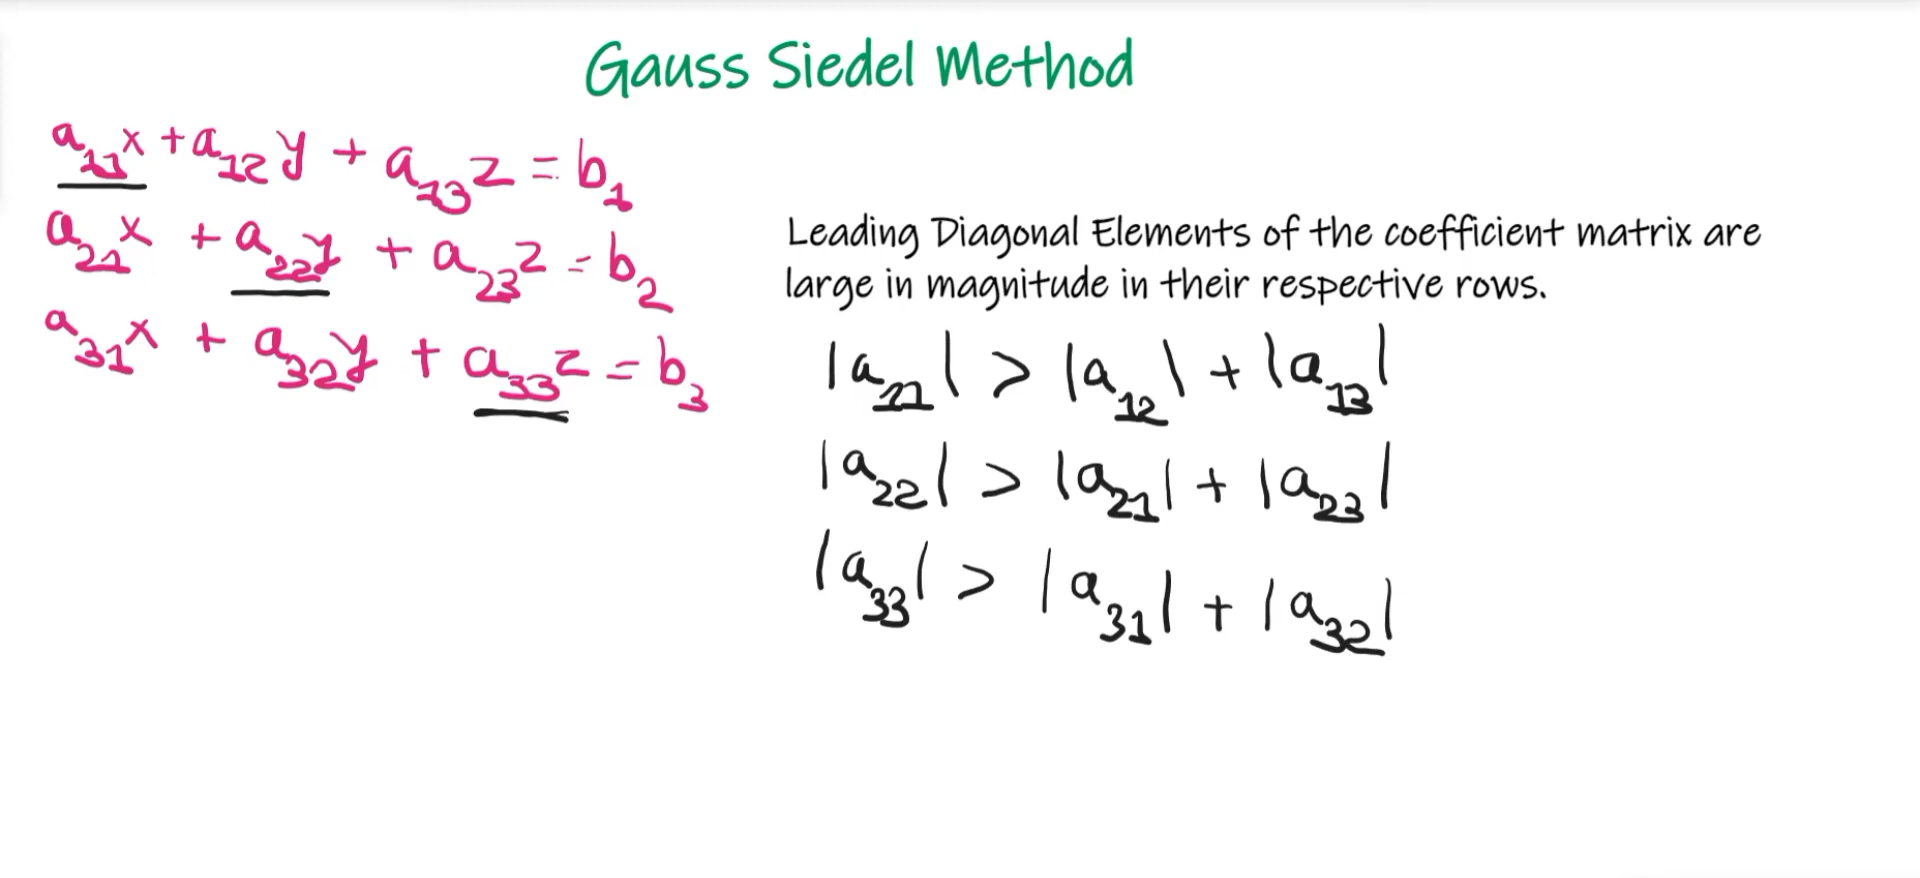 Gauss Siedel Method
a₁₁x + a₁₂y + a₁₃z = b₁
a₂₁x + a₂₂y + a₂₃z = b₂
a₃₁x + a₃₂y + a₃₃z = b₃
Leading Diagonal Elements of the coefficient matrix are
large in magnitude in their respective rows.
|a₁₁| > |a₁₂| + |a₁₃|
|a₂₂| > |a₂₁| + |a₂₃|
|a₃₃| > |a₃₁| + |a₃₂|